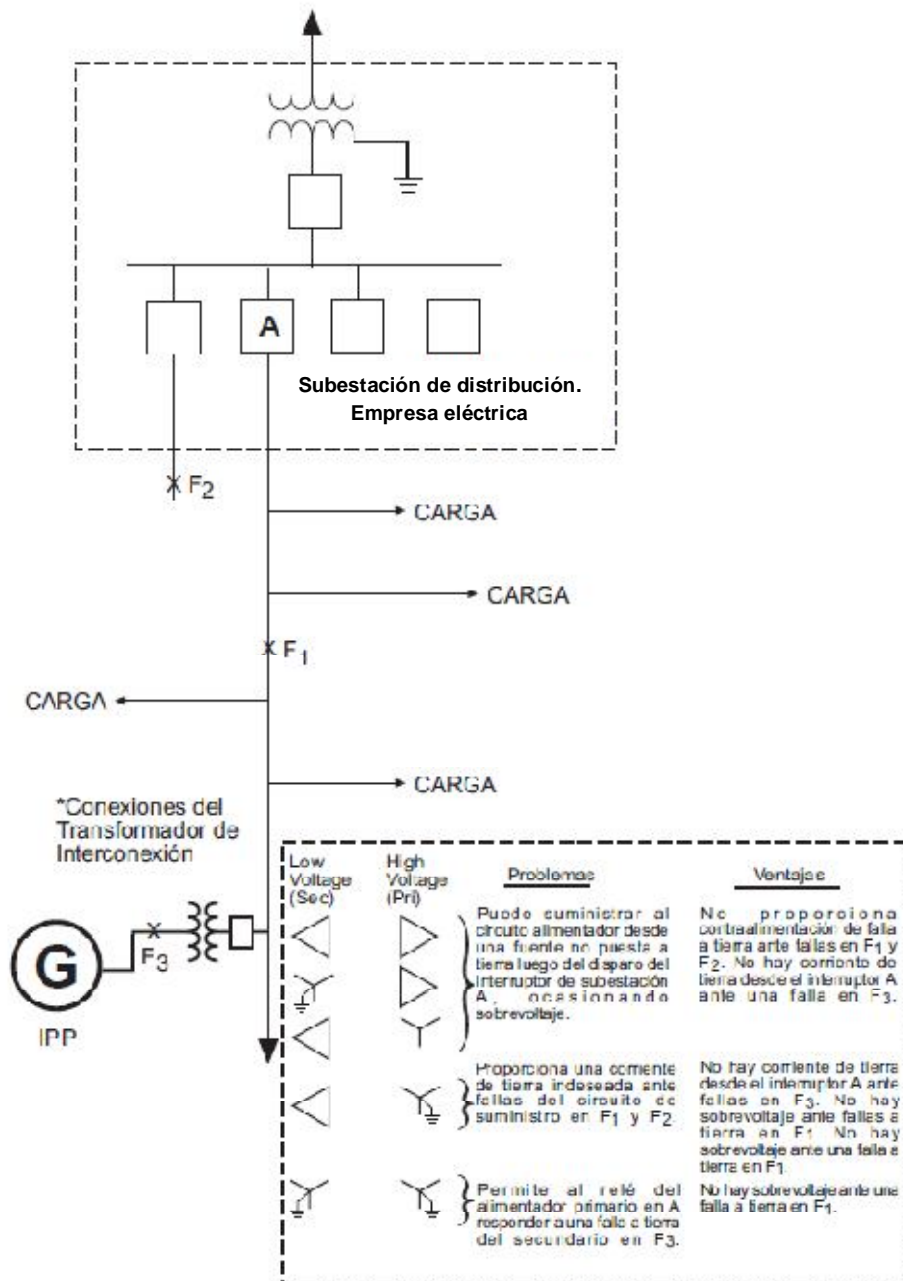 A
Subestación de distribución.
Empresa eléctrica
F2
CARGA
CARGA
F1
CARGA
CARGA
*Conexiones del
Transformador de
Interconexión
G
F3
IPP
Low
Voltage
(Sec)
High
Voltage
(Pri)
Problemas
Puede suministrar al
circuito alimentador desde
una fuente no puesta a
tierra luego del disparo del
interruptor de subestación
A, ocasionando
sobrevoltaje.
Proporciona una corriente
de tierra indeseada ante
fallas del circuito de
suministro en F1 y F2.
Permite al relé del
alimentador primario en A
responder a una falla a tierra
del secundario en F3.
Ventajas
No proporciona
contraalimentación de falla
a tierra ante fallas en F1 y
F2. No hay corriente de
tierra desde el interruptor A
ante una falla en F3.
No hay corriente de tierra
desde el interruptor A ante
fallas en F3. No hay
sobrevoltaje ante fallas a
tierra en F1. No hay
sobrevoltaje ante una falla a
tierra en F1.
No hay sobrevoltaje ante una
falla a tierra en F1.